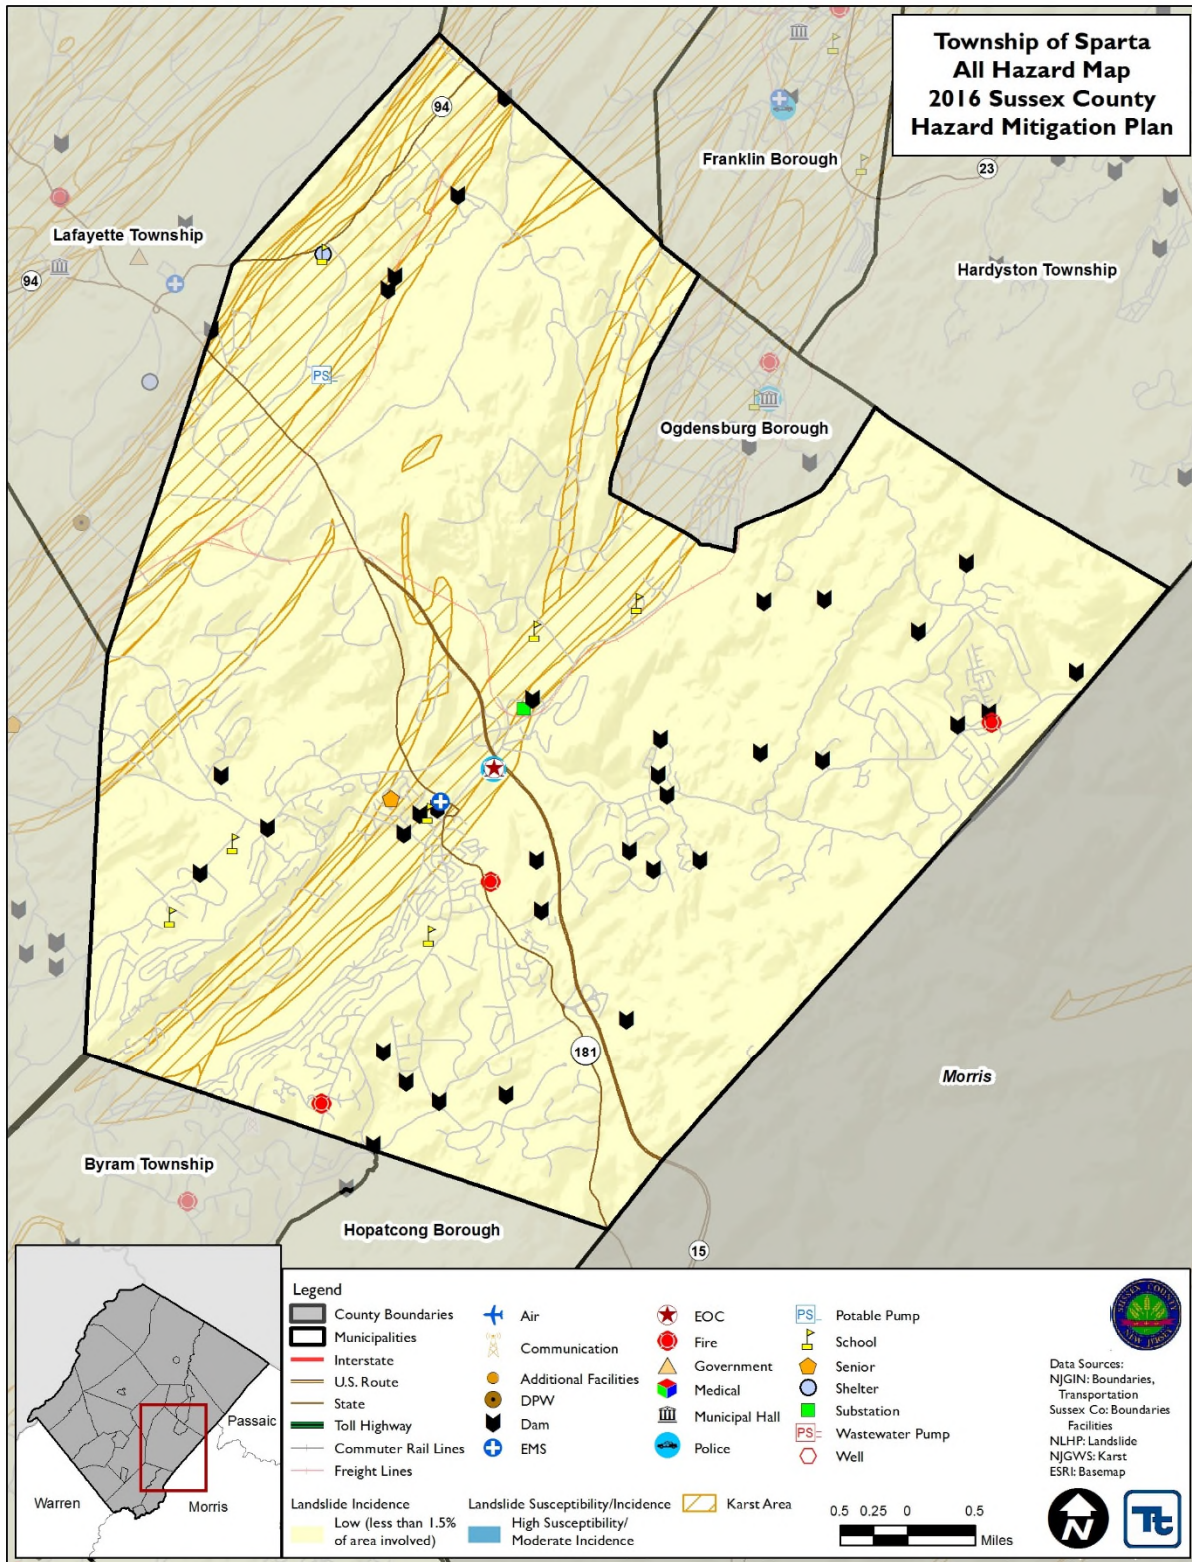 Township of Sparta
All Hazard Map
2016 Sussex County
Hazard Mitigation Plan
94
Franklin Borough
23
Lafayette Township
94
Hardyston Township
PS
Ogdensburg Borough
181
Morris
Byram Township
Hopatcong Borough
15
Passaic
Warren
Morris
Legend
County Boundaries
Municipalities
Interstate
U.S. Route
State
Toll Highway
Commuter Rail Lines
Freight Lines
Air
Communication
Additional Facilities
DPW
Dam
EMS
EOC
Fire
Government
Medical
Municipal Hall
Police
PS
Potable Pump
School
Senior
Shelter
Substation
PS
Wastewater Pump
Well
Landslide Incidence
Low (less than 1.5%
of area involved)
Landslide Susceptibility/Incidence
High Susceptibility/
Moderate Incidence
Karst Area
SUSSEX COUNTY
NEW JERSEY
Data Sources:
NJGIN: Boundaries,
Transportation
Sussex Co: Boundaries
Facilities
NLHP: Landslide
NJGWS: Karst
ESRI: Basemap
0.5 0.25 0 0.5
Miles
N
Tt